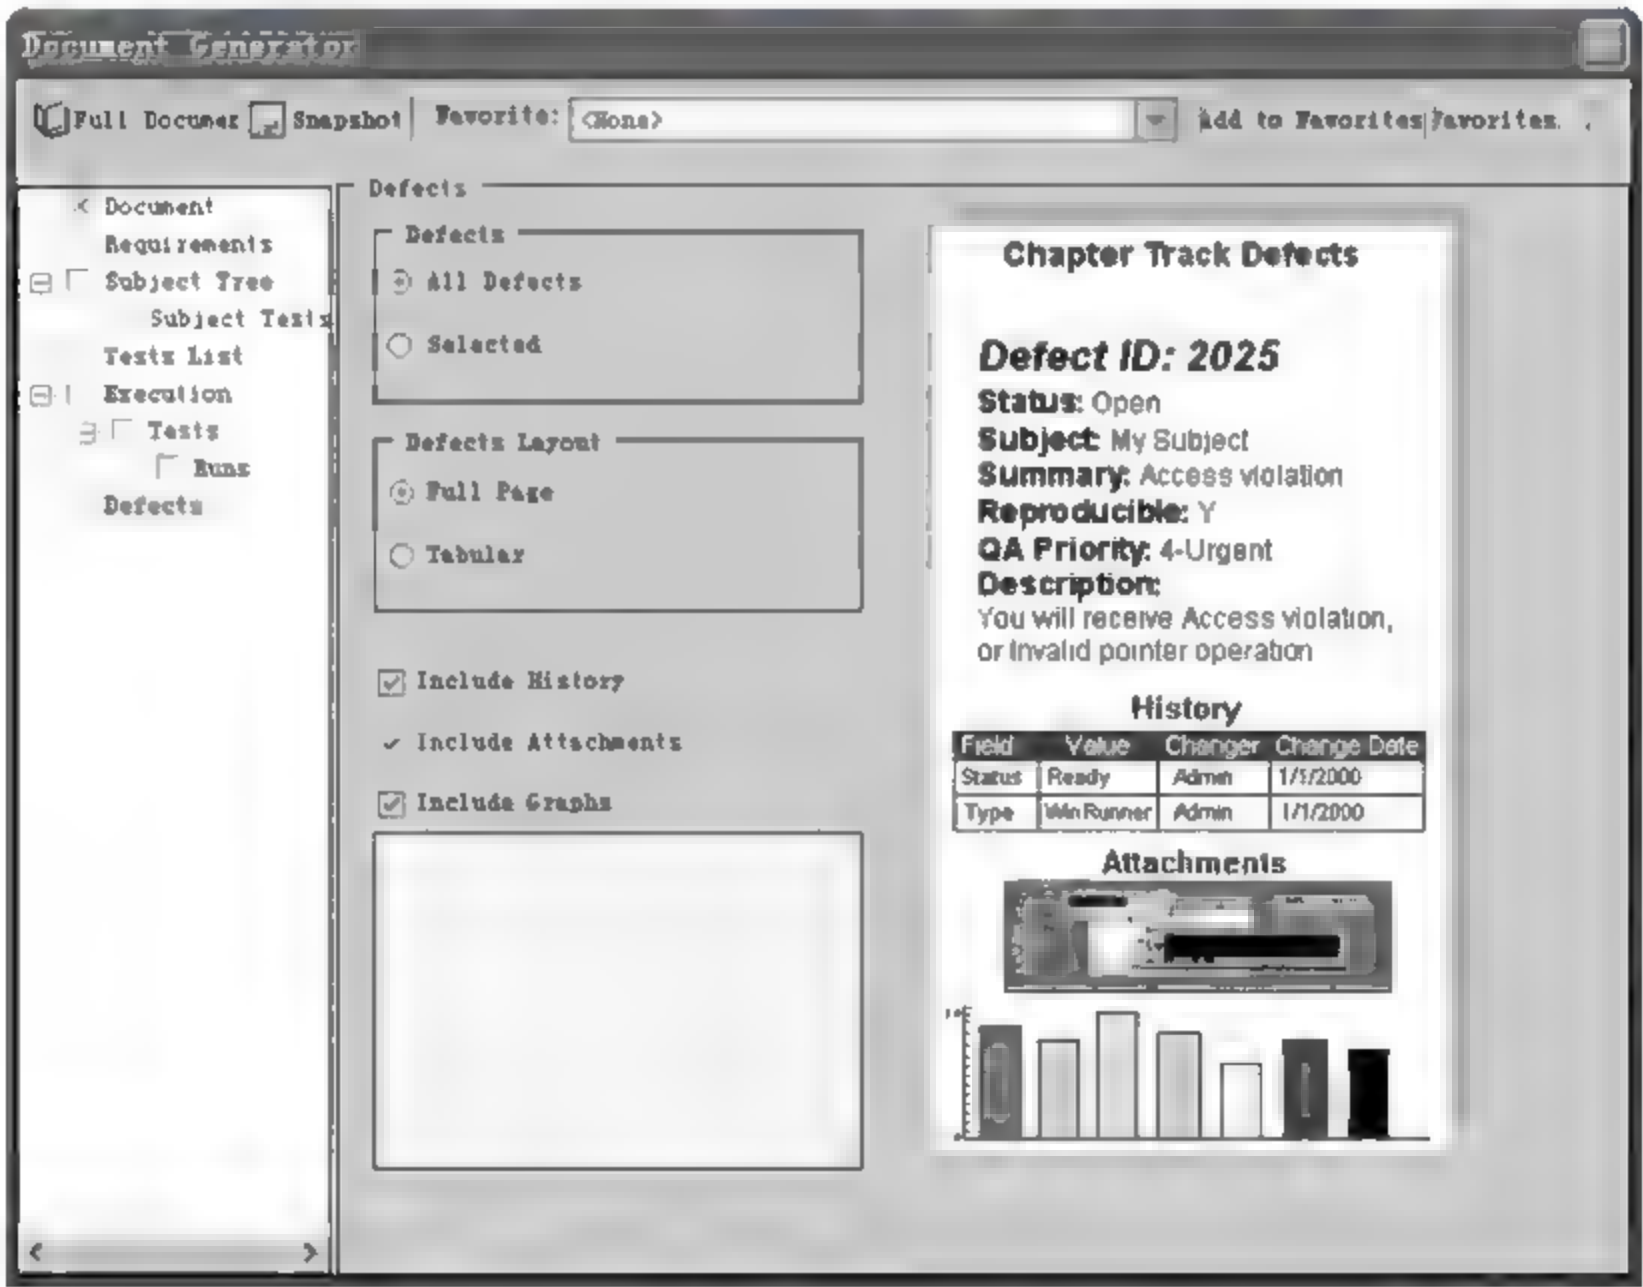 Document Generator
Full Documer Snapshot Favorite: <None> Add to Favorites Favorites.
Document
Requirements
Subject Tree
Subject Tests
Tests List
Execution
Tests
Runs
Defects
Defects
Defects
All Defects
Selected
Defects Layout
Full Page
Tabular
Include History
Include Attachments
Include Graphs
Chapter Track Defects
Defect ID: 2025
Status: Open
Subject: My Subject
Summary: Access violation
Reproducible: Y
QA Priority: 4-Urgent
Description:
You will receive Access violation,
or Invalid pointer operation
History
Field Value Changer Change Date
Status Ready Admin 1/1/2000
Type WinRunner Admin 1/1/2000
Attachments